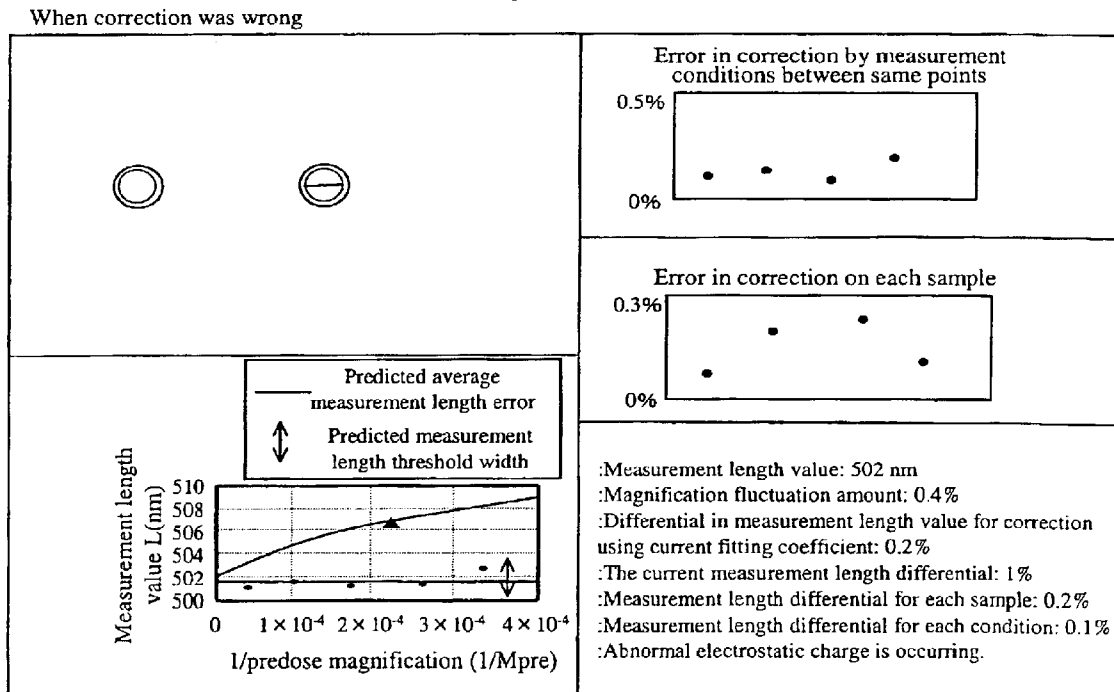 When correction was wrong
Error in correction by measurement
conditions between same points
0.5%
0%
Error in correction on each sample
0.3%
0%
Predicted average
measurement length error
Predicted measurement
length threshold width
Measurement length
value L(nm)
510
508
506
504
502
500
0 1 × 10-4 2 × 10-4 3 × 10-4 4 × 10-4
1/predose magnification (1/Mpre)
:Measurement length value: 502 nm
:Magnification fluctuation amount: 0.4%
:Differential in measurement length value for correction
using current fitting coefficient: 0.2%
:The current measurement length differential: 1%
:Measurement length differential for each sample: 0.2%
:Measurement length differential for each condition: 0.1%
:Abnormal electrostatic charge is occurring.